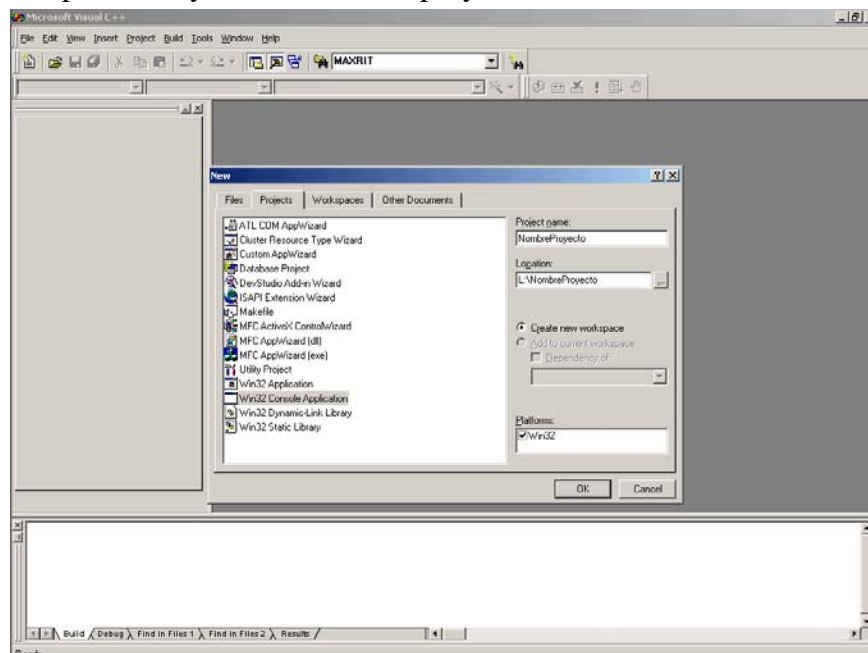 Microsoft Visual C++
File Edit View Insert Project Build Tools Window Help
MAXRIT
New
Files Projects Workspaces Other Documents
ATL COM AppWizard
Cluster Resource Type Wizard
Custom AppWizard
Database Project
DevStudio Add-in Wizard
ISAPI Extension Wizard
Makefile
MFC ActiveX ControlWizard
MFC AppWizard (dll)
MFC AppWizard (exe)
Utility Project
Win32 Application
Win32 Console Application
Win32 Dynamic-Link Library
Win32 Static Library
Project name:
NombreProyecto
Location:
L:\NombreProyecto
...
Create new workspace
Add to current workspace
Dependency of:
Platforms:
Win32
OK Cancel
Build Debug Find in Files 1 Find in Files 2 Results